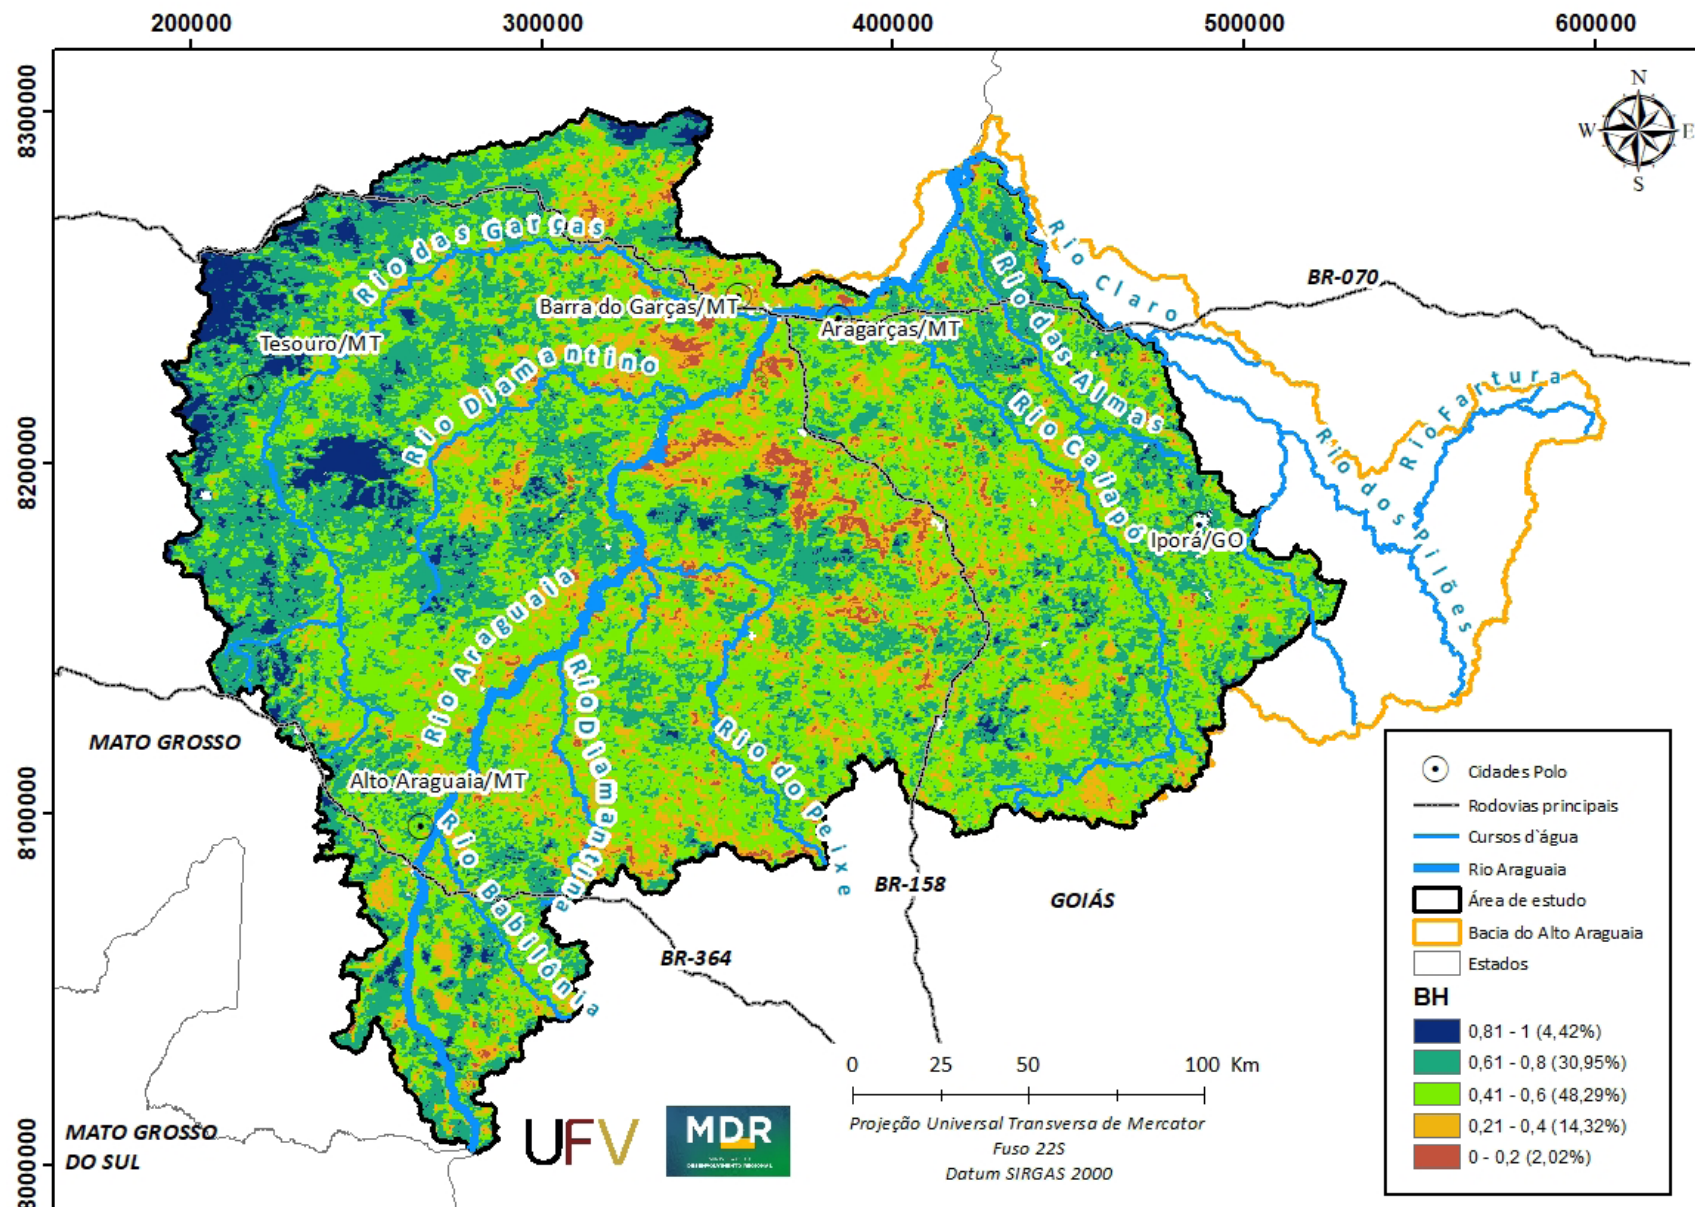 200000
300000
400000
500000
600000
8300000
8200000
8100000
8000000
N
W
E
S
Rio das Garças
Rio Claro
BR-070
Barra do Garças/MT
Aragarças/MT
Tesouro/MT
Rio Diamantino
Rio das Almas
Rio Fartura
Rio Caiapó
Rio dos Pilões
Iporá/GO
Rio Araguaia
Rio Diamantina
Rio do Peixe
MATO GROSSO
Alto Araguaia/MT
Rio Babilônia
BR-158
GOIÁS
BR-364
MATO GROSSO
DO SUL
UFV
MDR
DESENVOLVIMENTO REGIONAL
0 25 50 100 Km
Projeção Universal Transversa de Mercator
Fuso 22S
Datum SIRGAS 2000
Cidades Polo
Rodovias principais
Cursos d`água
Rio Araguaia
Área de estudo
Bacia do Alto Araguaia
Estados
BH
0,81 - 1 (4,42%)
0,61 - 0,8 (30,95%)
0,41 - 0,6 (48,29%)
0,21 - 0,4 (14,32%)
0 - 0,2 (2,02%)